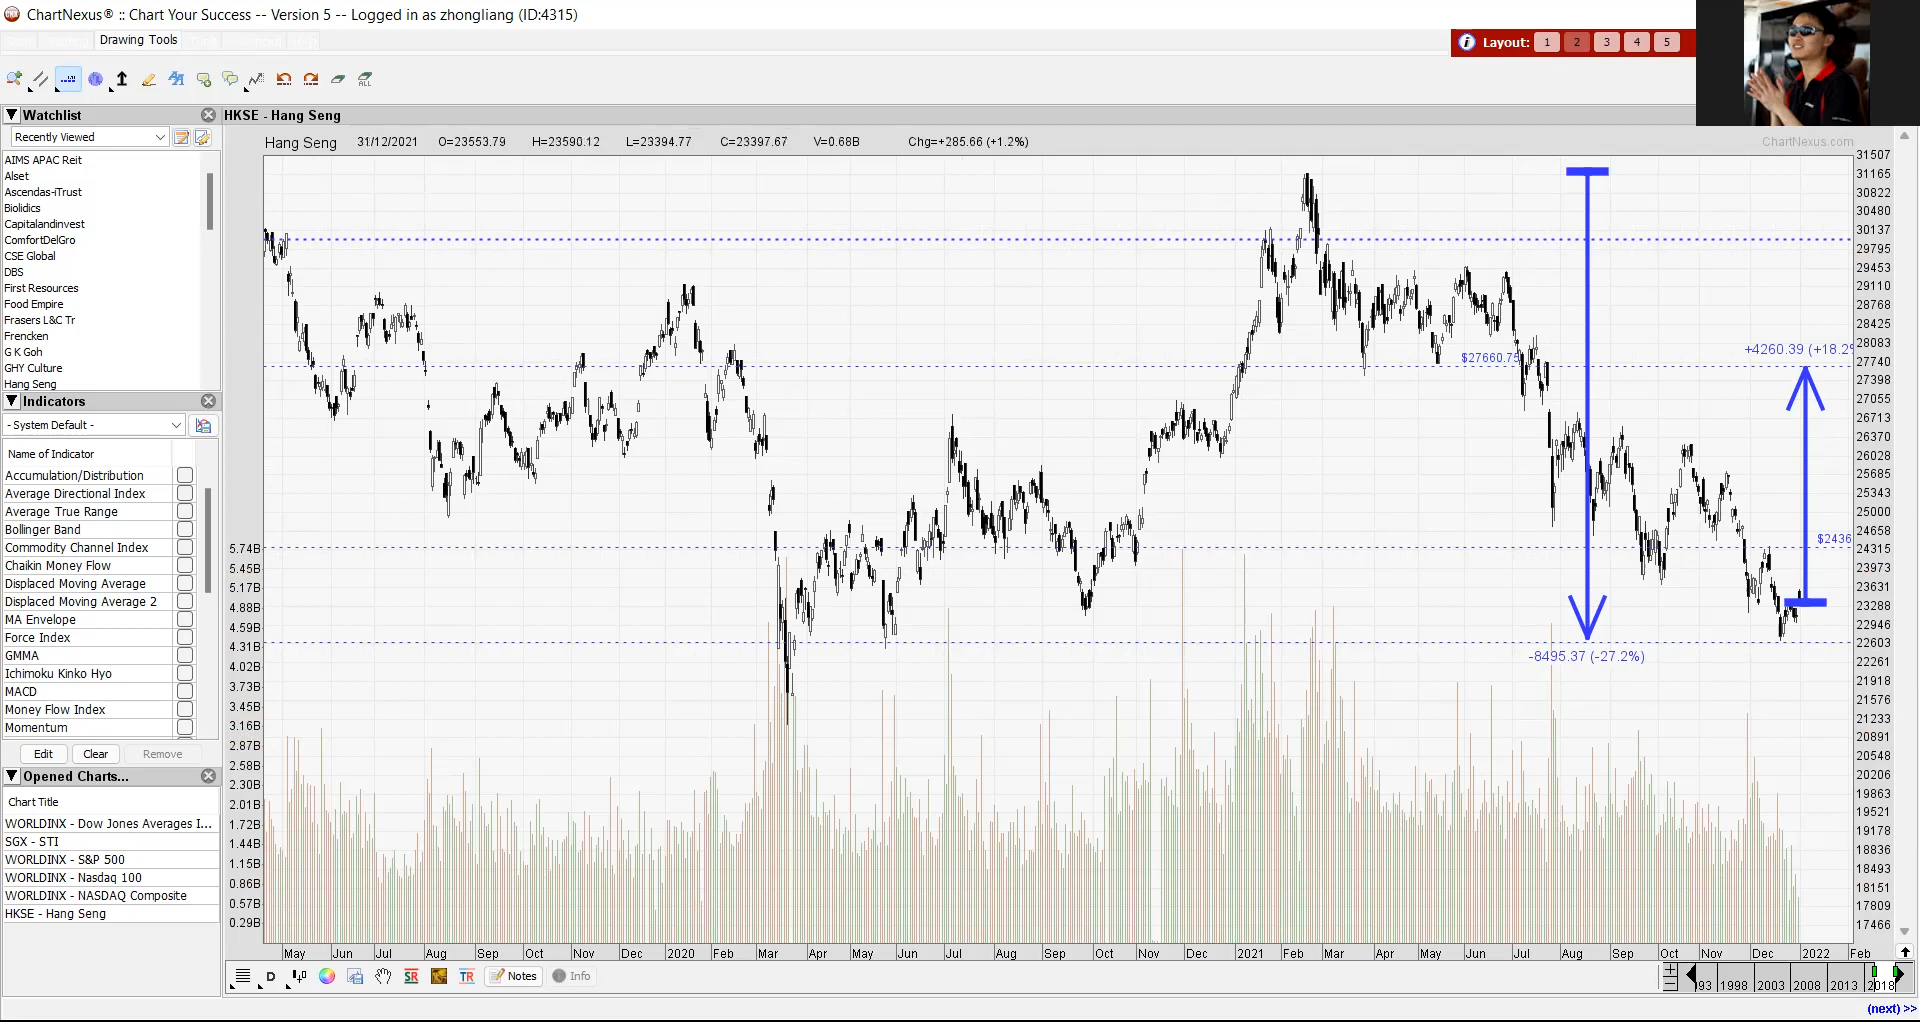 ChartNexus® :: Chart Your Success -- Version 5 -- Logged in as zhongliang (ID:4315)
Drawing Tools
Layout: 1 2 3 4 5
ALL
Watchlist
Recently Viewed
AIMS APAC Reit
Alset
Ascendas-iTrust
Biolidics
Capitalandinvest
ComfortDelGro
CSE Global
DBS
First Resources
Food Empire
Frasers L&C Tr
Frencken
G K Goh
GHY Culture
Hang Seng
Indicators
- System Default -
Name of Indicator
Accumulation/Distribution
Average Directional Index
Average True Range
Bollinger Band
Commodity Channel Index
Chaikin Money Flow
Displaced Moving Average
Displaced Moving Average 2
MA Envelope
Force Index
GMMA
Ichimoku Kinko Hyo
MACD
Money Flow Index
Momentum
Edit Clear Remove
Opened Charts...
Chart Title
WORLDINX - Dow Jones Averages I...
SGX - STI
WORLDINX - S&P 500
WORLDINX - Nasdaq 100
WORLDINX - NASDAQ Composite
HKSE - Hang Seng
HKSE - Hang Seng
Hang Seng 31/12/2021 O=23553.79 H=23590.12 L=23394.77 C=23397.67 V=0.68B Chg=+285.66 (+1.2%)
ChartNexus.com
31507
31165
30822
30480
30137
29795
29453
29110
28768
28425
28083
27740
27398
27055
26713
26370
26028
25685
25343
25000
24658
24315
23973
23631
23288
22946
22603
22261
21918
21576
21233
20891
20548
20206
19863
19521
19178
18836
18493
18151
17809
17466
+4260.39 (+18.2%
$27660.75
$2436
-8495.37 (-27.2%)
5.74B
5.45B
5.17B
4.88B
4.59B
4.31B
4.02B
3.73B
3.45B
3.16B
2.87B
2.58B
2.30B
2.01B
1.72B
1.44B
1.15B
0.86B
0.57B
0.29B
May Jun Jul Aug Sep Oct Nov Dec 2020 Feb Mar Apr May Jun Jul Aug Sep Oct Nov Dec 2021 Feb Mar Apr May Jun Jul Aug Sep Oct Nov Dec 2022 Feb
D SR TR Notes Info
93 1998 2003 2008 2013 2018
(next) >>